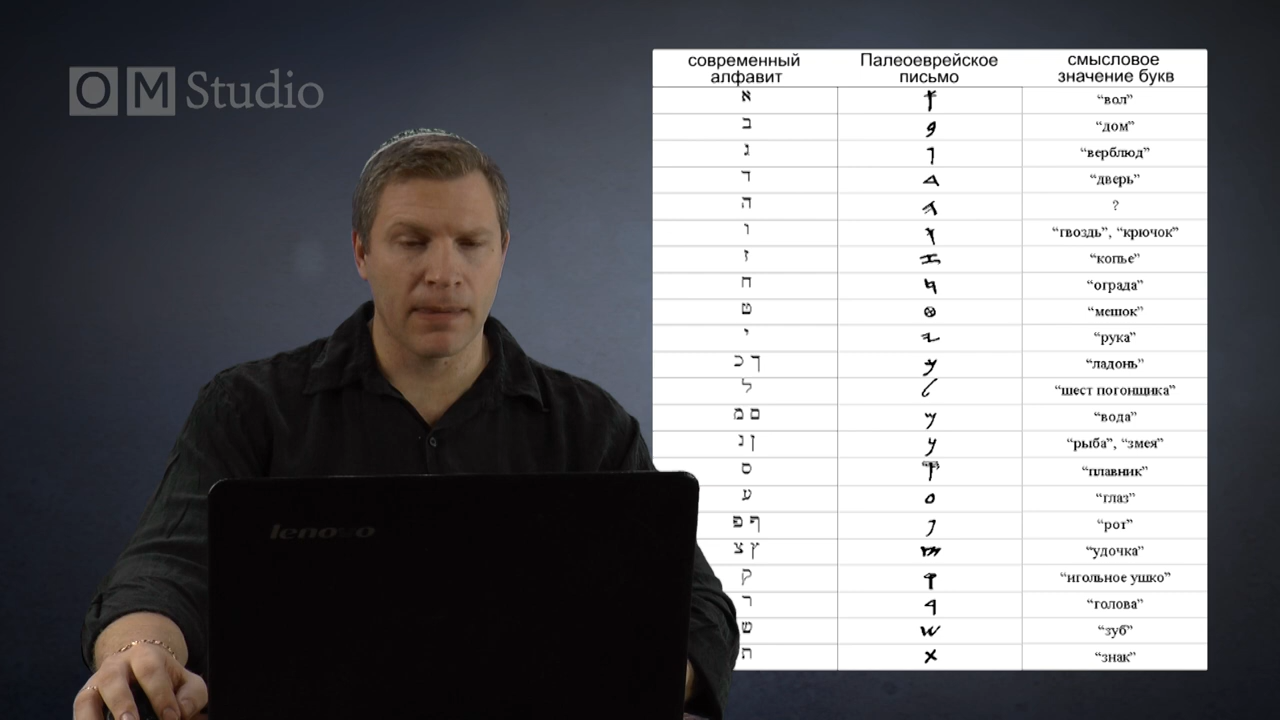 OM Studio
современный алфавит
Палеоеврейское письмо
смысловое значение букв
א “вол”
ב “дом”
ג “верблюд”
ד “дверь”
ה ?
ו “гвоздь”, “крючок”
ז “копье”
ח “ограда”
ט “мешок”
י “рука”
כ ך “ладонь”
ל “шест погонщика”
מ ם “вода”
נ ן “рыба”, “змея”
ס “плавник”
ע “глаз”
פ ף “рот”
צ ץ “удочка”
ק “игольное ушко”
ר “голова”
ש “зуб”
ת “знак”
lenovo